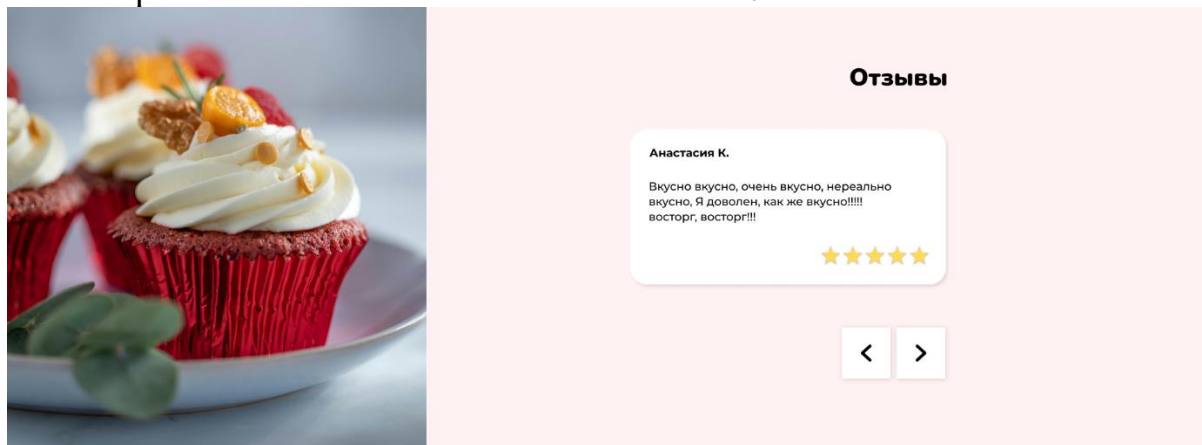 Отзывы
Анастасия К.
Вкусно вкусно, очень вкусно, нереально
вкусно, Я доволен, как же вкусно!!!!!
восторг, восторг!!!